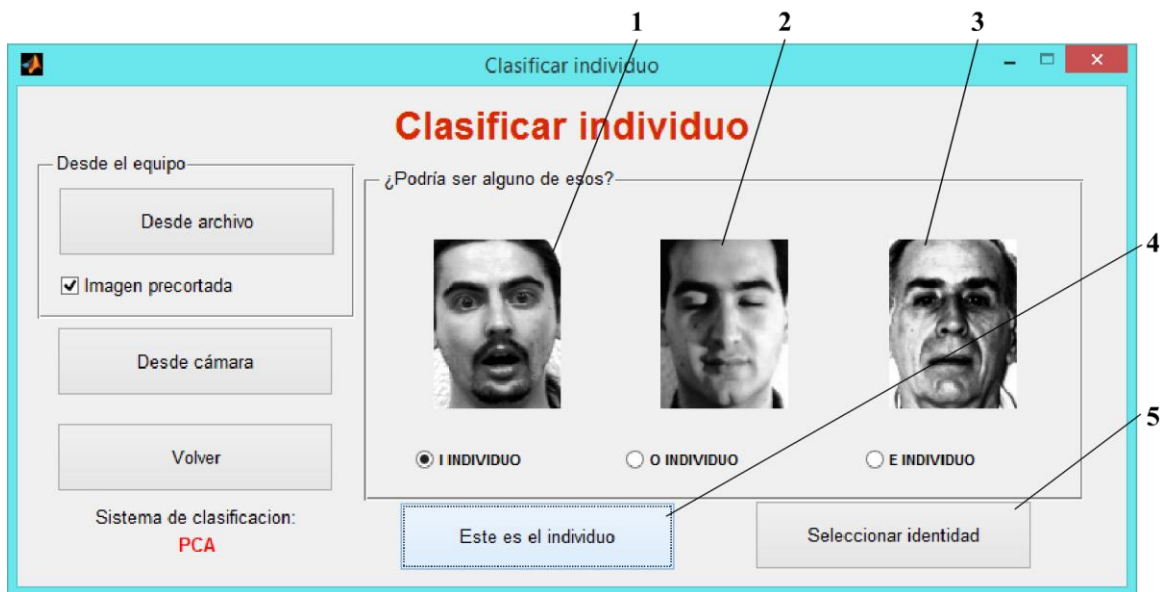 1
2
3
Clasificar individuo
Clasificar individuo
Desde el equipo
Desde archivo
Imagen precortada
Desde cámara
Volver
Sistema de clasificacion:
PCA
¿Podría ser alguno de esos?
4
5
I INDIVIDUO
O INDIVIDUO
E INDIVIDUO
Este es el individuo
Seleccionar identidad